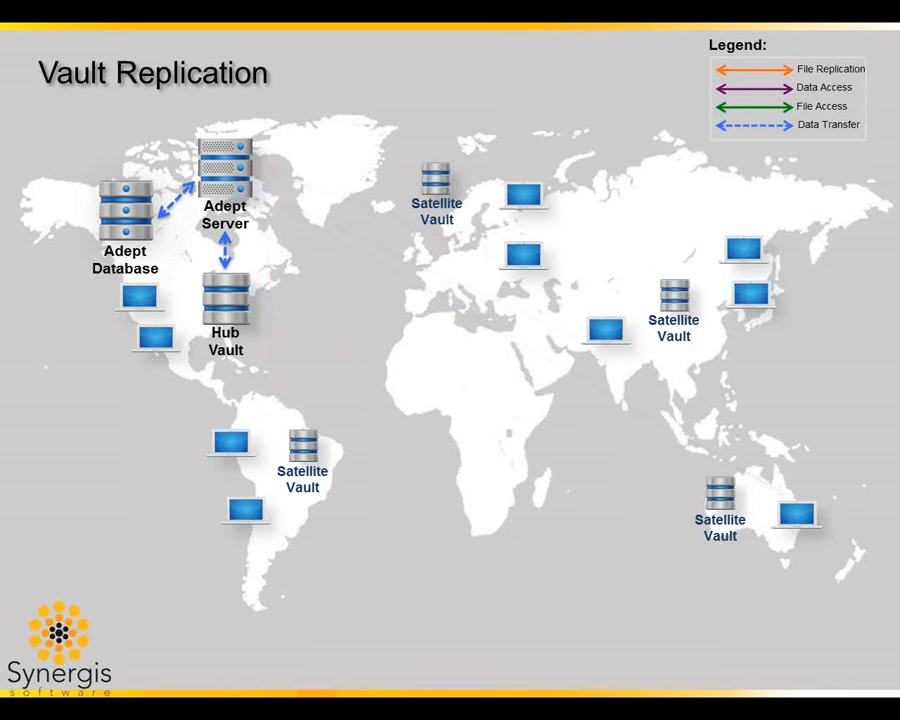 Vault Replication
Legend:
File Replication
Data Access
File Access
Data Transfer
Adept
Server
Adept
Database
Hub
Vault
Satellite
Vault
Satellite
Vault
Satellite
Vault
Satellite
Vault
Synergis
software